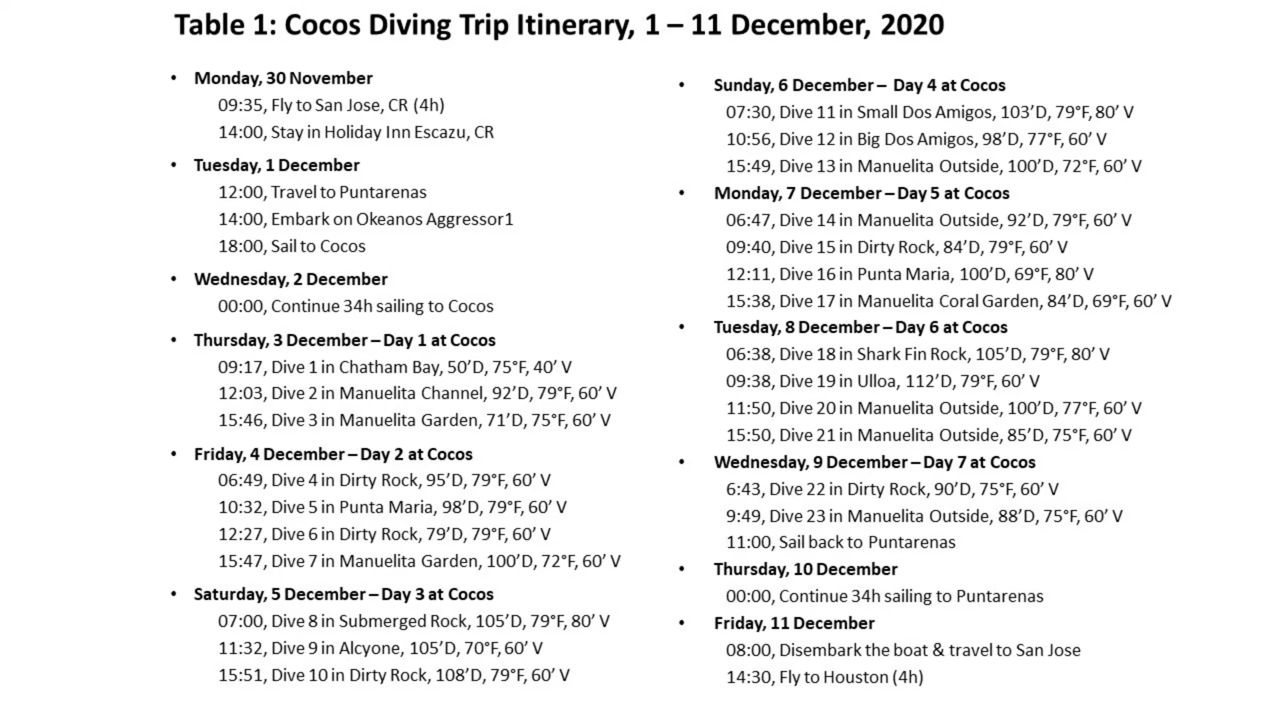 Table 1: Cocos Diving Trip Itinerary, 1 – 11 December, 2020
• Monday, 30 November
09:35, Fly to San Jose, CR (4h)
14:00, Stay in Holiday Inn Escazu, CR
• Tuesday, 1 December
12:00, Travel to Puntarenas
14:00, Embark on Okeanos Aggressor1
18:00, Sail to Cocos
• Wednesday, 2 December
00:00, Continue 34h sailing to Cocos
• Thursday, 3 December – Day 1 at Cocos
09:17, Dive 1 in Chatham Bay, 50’D, 75°F, 40’ V
12:03, Dive 2 in Manuelita Channel, 92’D, 79°F, 60’ V
15:46, Dive 3 in Manuelita Garden, 71’D, 75°F, 60’ V
• Friday, 4 December – Day 2 at Cocos
06:49, Dive 4 in Dirty Rock, 95’D, 79°F, 60’ V
10:32, Dive 5 in Punta Maria, 98’D, 79°F, 60’ V
12:27, Dive 6 in Dirty Rock, 79’D, 79°F, 60’ V
15:47, Dive 7 in Manuelita Garden, 100’D, 72°F, 60’ V
• Saturday, 5 December – Day 3 at Cocos
07:00, Dive 8 in Submerged Rock, 105’D, 79°F, 80’ V
11:32, Dive 9 in Alcyone, 105’D, 70°F, 60’ V
15:51, Dive 10 in Dirty Rock, 108’D, 79°F, 60’ V
• Sunday, 6 December – Day 4 at Cocos
07:30, Dive 11 in Small Dos Amigos, 103’D, 79°F, 80’ V
10:56, Dive 12 in Big Dos Amigos, 98’D, 77°F, 60’ V
15:49, Dive 13 in Manuelita Outside, 100’D, 72°F, 60’ V
• Monday, 7 December – Day 5 at Cocos
06:47, Dive 14 in Manuelita Outside, 92’D, 79°F, 60’ V
09:40, Dive 15 in Dirty Rock, 84’D, 79°F, 60’ V
12:11, Dive 16 in Punta Maria, 100’D, 69°F, 80’ V
15:38, Dive 17 in Manuelita Coral Garden, 84’D, 69°F, 60’ V
• Tuesday, 8 December – Day 6 at Cocos
06:38, Dive 18 in Shark Fin Rock, 105’D, 79°F, 80’ V
09:38, Dive 19 in Ulloa, 112’D, 79°F, 60’ V
11:50, Dive 20 in Manuelita Outside, 100’D, 77°F, 60’ V
15:50, Dive 21 in Manuelita Outside, 85’D, 75°F, 60’ V
• Wednesday, 9 December – Day 7 at Cocos
6:43, Dive 22 in Dirty Rock, 90’D, 75°F, 60’ V
9:49, Dive 23 in Manuelita Outside, 88’D, 75°F, 60’ V
11:00, Sail back to Puntarenas
• Thursday, 10 December
00:00, Continue 34h sailing to Puntarenas
• Friday, 11 December
08:00, Disembark the boat & travel to San Jose
14:30, Fly to Houston (4h)